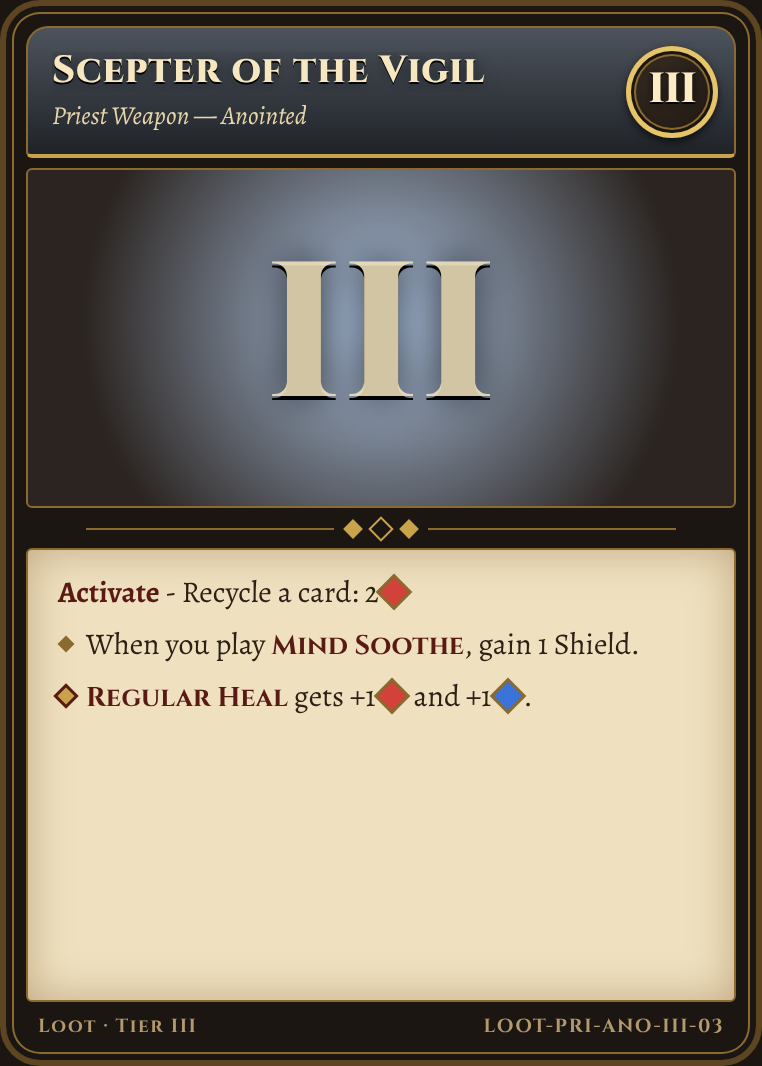 Scepter of the Vigil
Priest Weapon — Anointed
III
III
Activate - Recycle a card: 2
When you play Mind Soothe, gain 1 Shield.
Regular Heal gets +1 and +1.
Loot · Tier III
LOOT-PRI-ANO-III-03